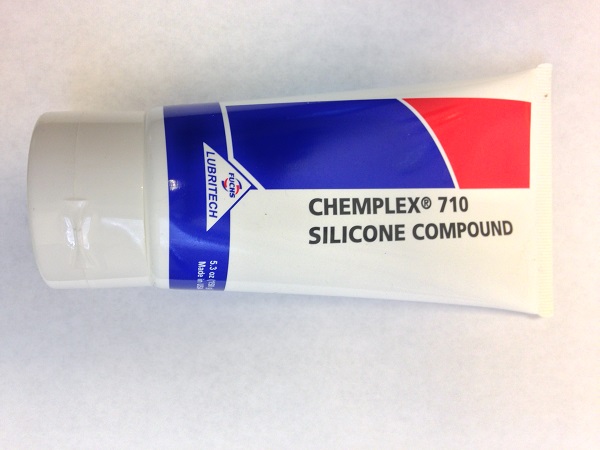 FUCHS
LUBRITECH
CHEMPLEX® 710
SILICONE COMPOUND
5.3 oz
Made in